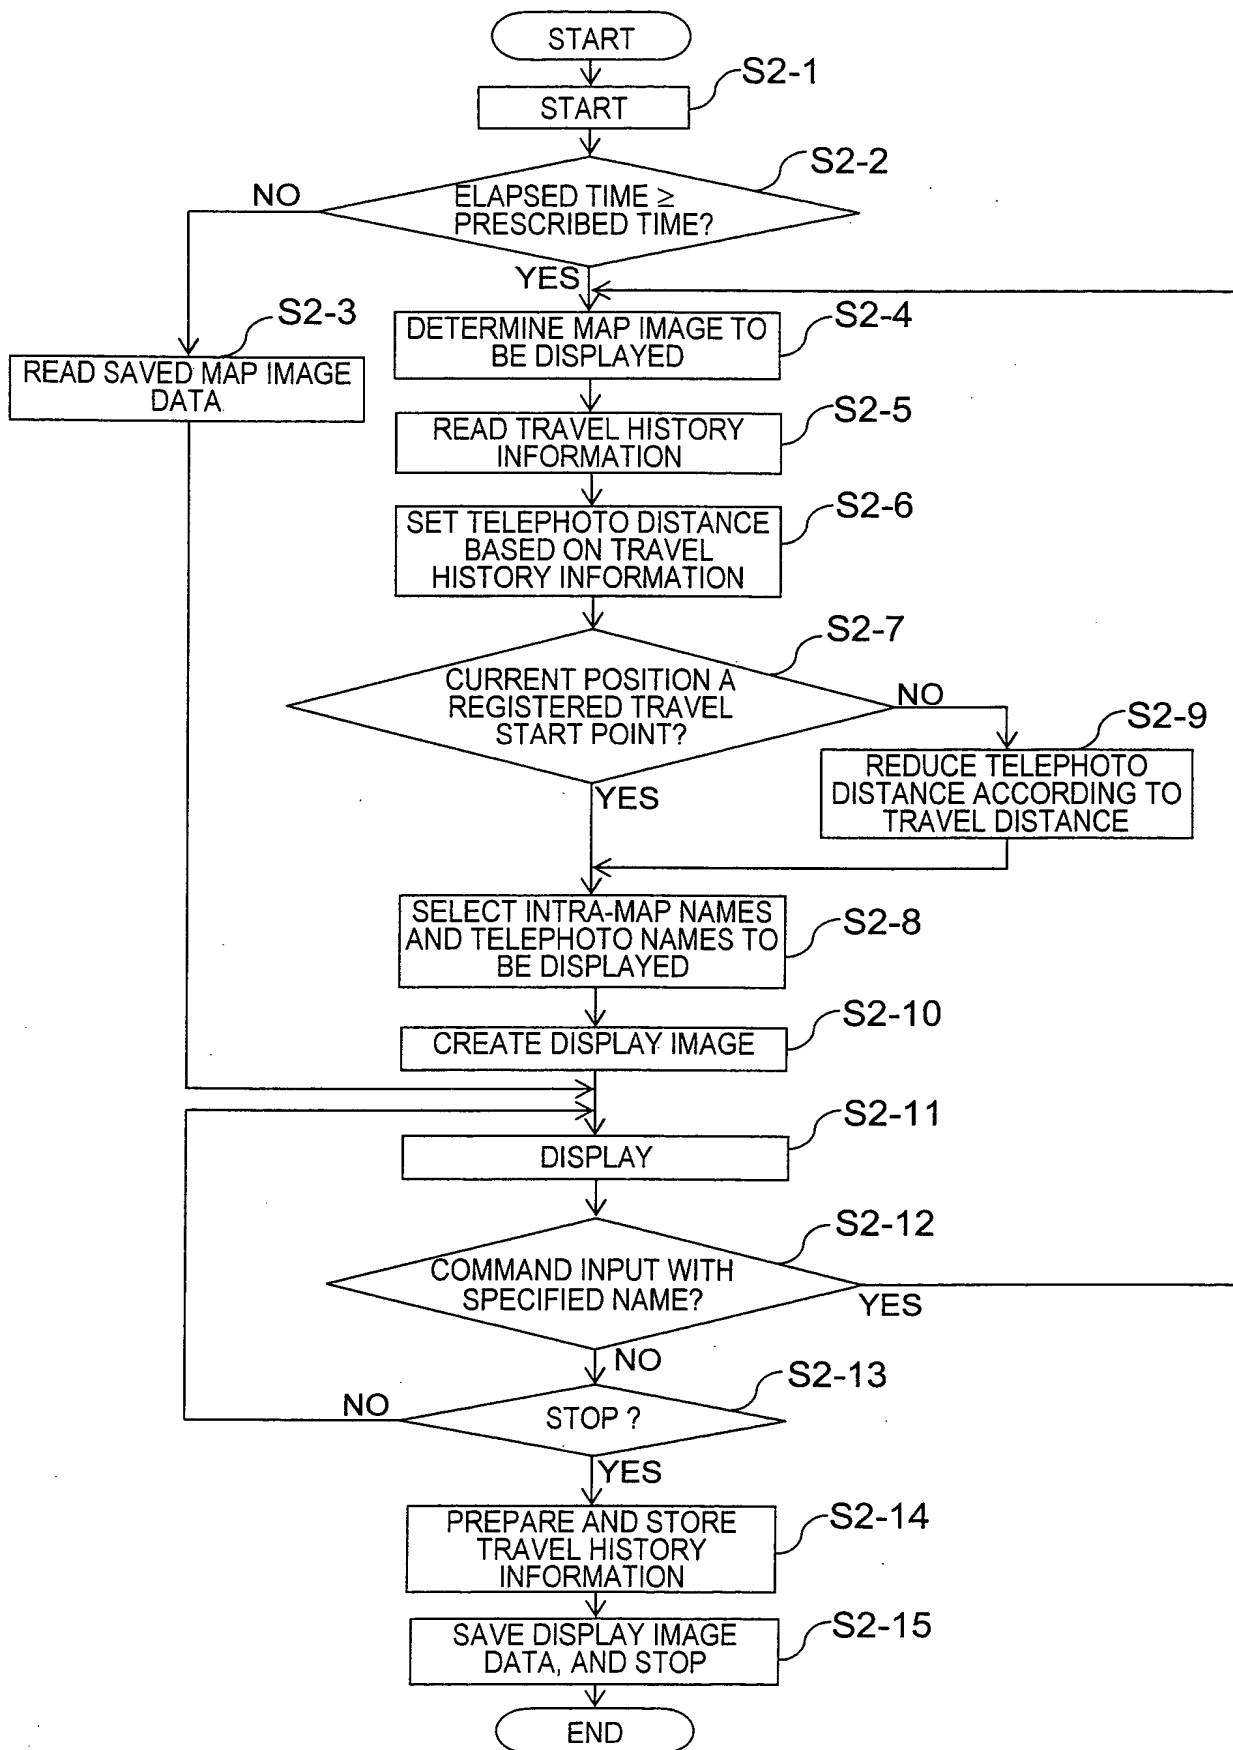 START
S2-1
START
S2-2
NO
ELAPSED TIME ≥
PRESCRIBED TIME?
YES
S2-3
READ SAVED MAP IMAGE
DATA
S2-4
DETERMINE MAP IMAGE TO
BE DISPLAYED
S2-5
READ TRAVEL HISTORY
INFORMATION
S2-6
SET TELEPHOTO DISTANCE
BASED ON TRAVEL
HISTORY INFORMATION
S2-7
CURRENT POSITION A
REGISTERED TRAVEL
START POINT?
NO
YES
S2-9
REDUCE TELEPHOTO
DISTANCE ACCORDING TO
TRAVEL DISTANCE
S2-8
SELECT INTRA-MAP NAMES
AND TELEPHOTO NAMES TO
BE DISPLAYED
S2-10
CREATE DISPLAY IMAGE
S2-11
DISPLAY
S2-12
COMMAND INPUT WITH
SPECIFIED NAME?
YES
NO
S2-13
NO
STOP ?
YES
S2-14
PREPARE AND STORE
TRAVEL HISTORY
INFORMATION
S2-15
SAVE DISPLAY IMAGE
DATA, AND STOP
END